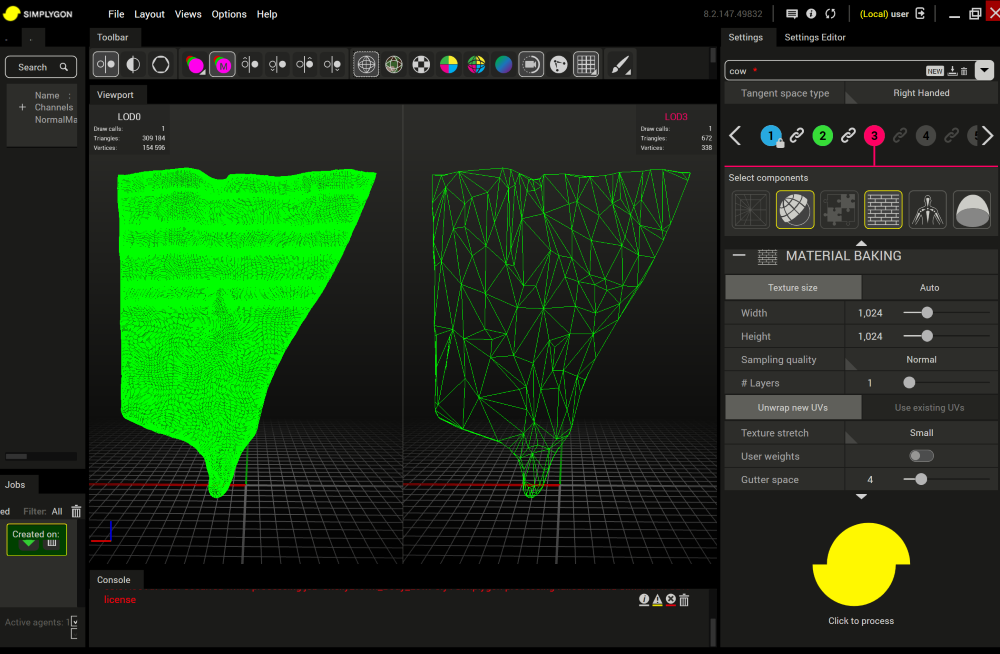 SIMPLYGON
File Layout Views Options Help
8.2.147.49832
(Local) user
Search
Name :
+ Channels
NormalMa
Toolbar
M
Viewport
LOD0
Draw calls: 1
Triangles: 309 184
Vertices: 154 596
LOD3
Draw calls: 1
Triangles: 672
Vertices: 338
Settings
Settings Editor
cow *
NEW
Tangent space type Right Handed
1 2 3 4
Select components
MATERIAL BAKING
Texture size Auto
Width 1,024
Height 1,024
Sampling quality Normal
# Layers 1
Unwrap new UVs Use existing UVs
Texture stretch Small
User weights
Gutter space 4
Click to process
Jobs
ed Filter: All
Created on:
Active agents: 1
Console
license